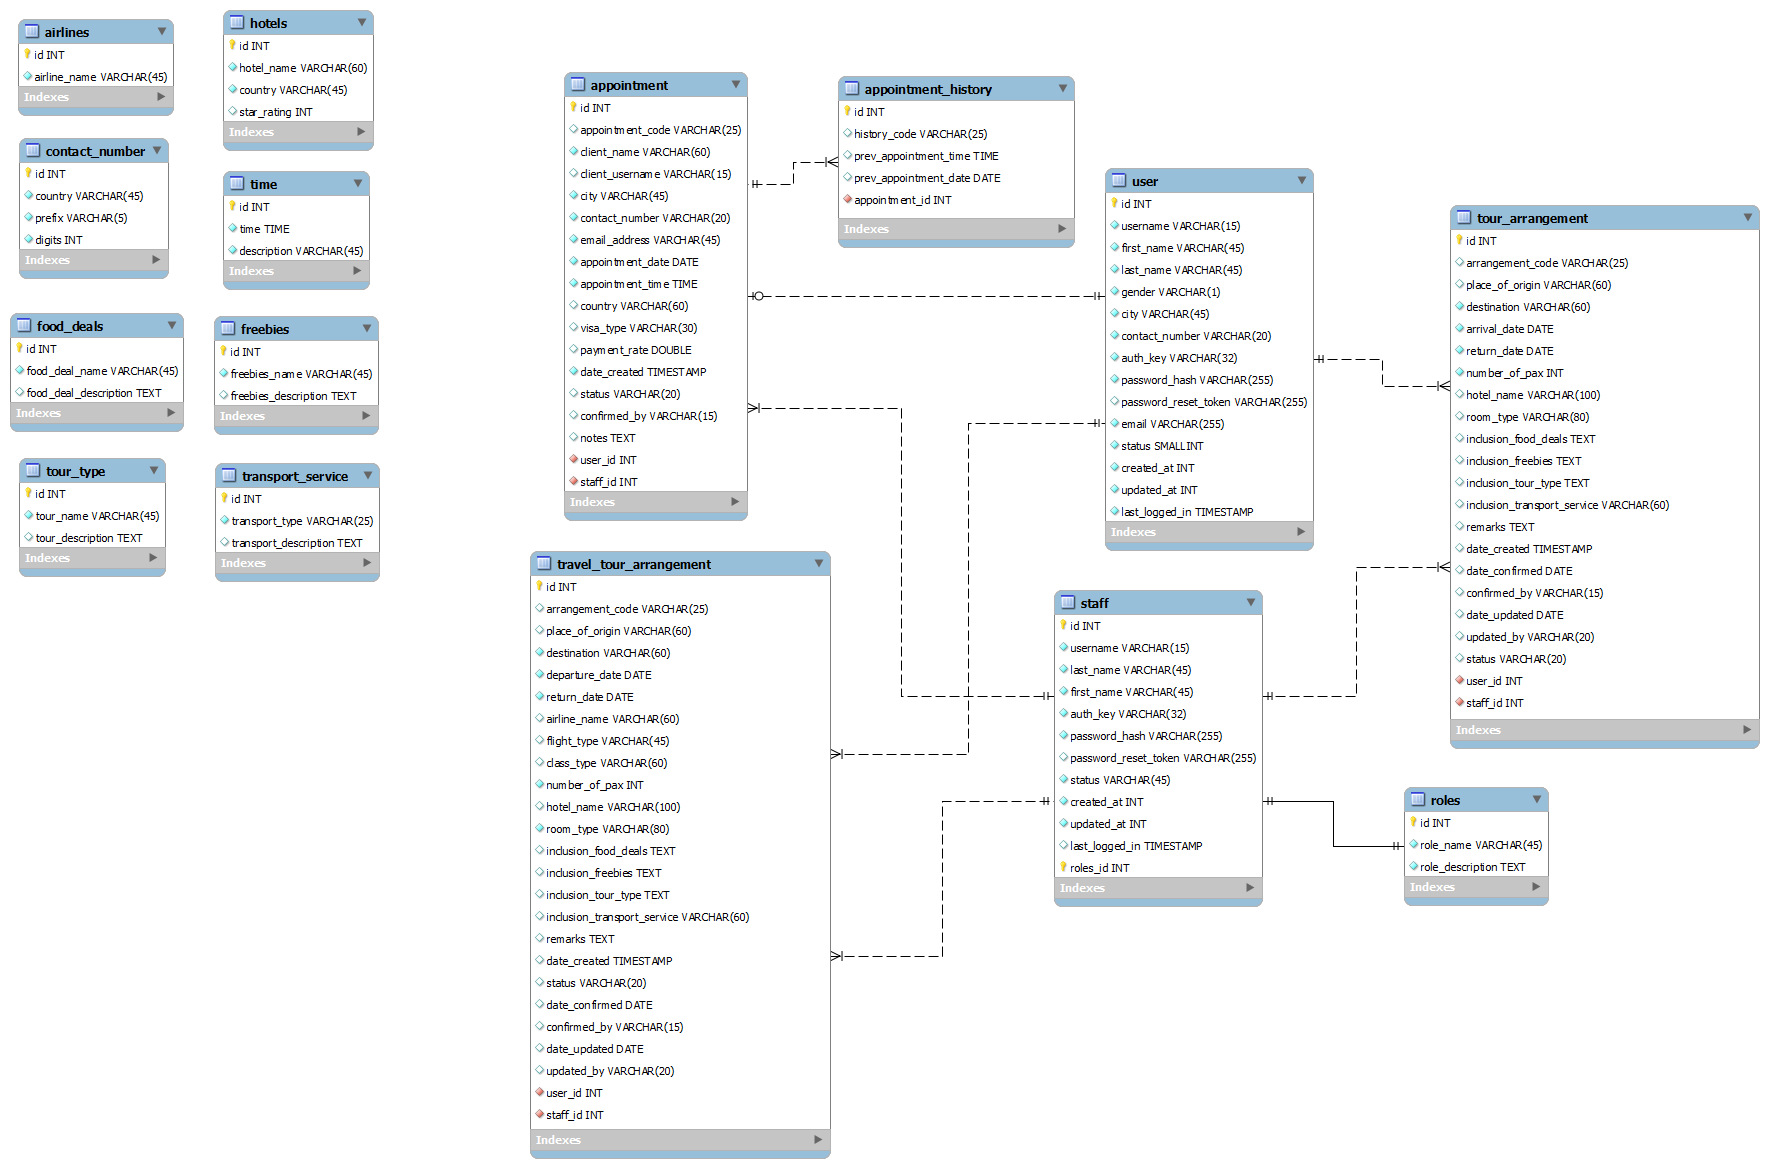 airlines
id INT
airline_name VARCHAR(45)
Indexes
hotels
id INT
hotel_name VARCHAR(60)
country VARCHAR(45)
star_rating INT
Indexes
contact_number
id INT
country VARCHAR(45)
prefix VARCHAR(5)
digits INT
Indexes
time
id INT
time TIME
description VARCHAR(45)
Indexes
food_deals
id INT
food_deal_name VARCHAR(45)
food_deal_description TEXT
Indexes
freebies
id INT
freebies_name VARCHAR(45)
freebies_description TEXT
Indexes
tour_type
id INT
tour_name VARCHAR(45)
tour_description TEXT
Indexes
transport_service
id INT
transport_type VARCHAR(25)
transport_description TEXT
Indexes
appointment
id INT
appointment_code VARCHAR(25)
client_name VARCHAR(60)
client_username VARCHAR(15)
city VARCHAR(45)
contact_number VARCHAR(20)
email_address VARCHAR(45)
appointment_date DATE
appointment_time TIME
country VARCHAR(60)
visa_type VARCHAR(30)
payment_rate DOUBLE
date_created TIMESTAMP
status VARCHAR(20)
confirmed_by VARCHAR(15)
notes TEXT
user_id INT
staff_id INT
Indexes
appointment_history
id INT
history_code VARCHAR(25)
prev_appointment_time TIME
prev_appointment_date DATE
appointment_id INT
Indexes
user
id INT
username VARCHAR(15)
first_name VARCHAR(45)
last_name VARCHAR(45)
gender VARCHAR(1)
city VARCHAR(45)
contact_number VARCHAR(20)
auth_key VARCHAR(32)
password_hash VARCHAR(255)
password_reset_token VARCHAR(255)
email VARCHAR(255)
status SMALLINT
created_at INT
updated_at INT
last_logged_in TIMESTAMP
Indexes
tour_arrangement
id INT
arrangement_code VARCHAR(25)
place_of_origin VARCHAR(60)
destination VARCHAR(60)
arrival_date DATE
return_date DATE
number_of_pax INT
hotel_name VARCHAR(100)
room_type VARCHAR(80)
inclusion_food_deals TEXT
inclusion_freebies TEXT
inclusion_tour_type TEXT
inclusion_transport_service VARCHAR(60)
remarks TEXT
date_created TIMESTAMP
date_confirmed DATE
confirmed_by VARCHAR(15)
date_updated DATE
updated_by VARCHAR(20)
status VARCHAR(20)
user_id INT
staff_id INT
Indexes
travel_tour_arrangement
id INT
arrangement_code VARCHAR(25)
place_of_origin VARCHAR(60)
destination VARCHAR(60)
departure_date DATE
return_date DATE
airline_name VARCHAR(60)
flight_type VARCHAR(45)
class_type VARCHAR(60)
number_of_pax INT
hotel_name VARCHAR(100)
room_type VARCHAR(80)
inclusion_food_deals TEXT
inclusion_freebies TEXT
inclusion_tour_type TEXT
inclusion_transport_service VARCHAR(60)
remarks TEXT
date_created TIMESTAMP
status VARCHAR(20)
date_confirmed DATE
confirmed_by VARCHAR(15)
date_updated DATE
updated_by VARCHAR(20)
user_id INT
staff_id INT
Indexes
staff
id INT
username VARCHAR(15)
last_name VARCHAR(45)
first_name VARCHAR(45)
auth_key VARCHAR(32)
password_hash VARCHAR(255)
password_reset_token VARCHAR(255)
status VARCHAR(45)
created_at INT
updated_at INT
last_logged_in TIMESTAMP
roles_id INT
Indexes
roles
id INT
role_name VARCHAR(45)
role_description TEXT
Indexes